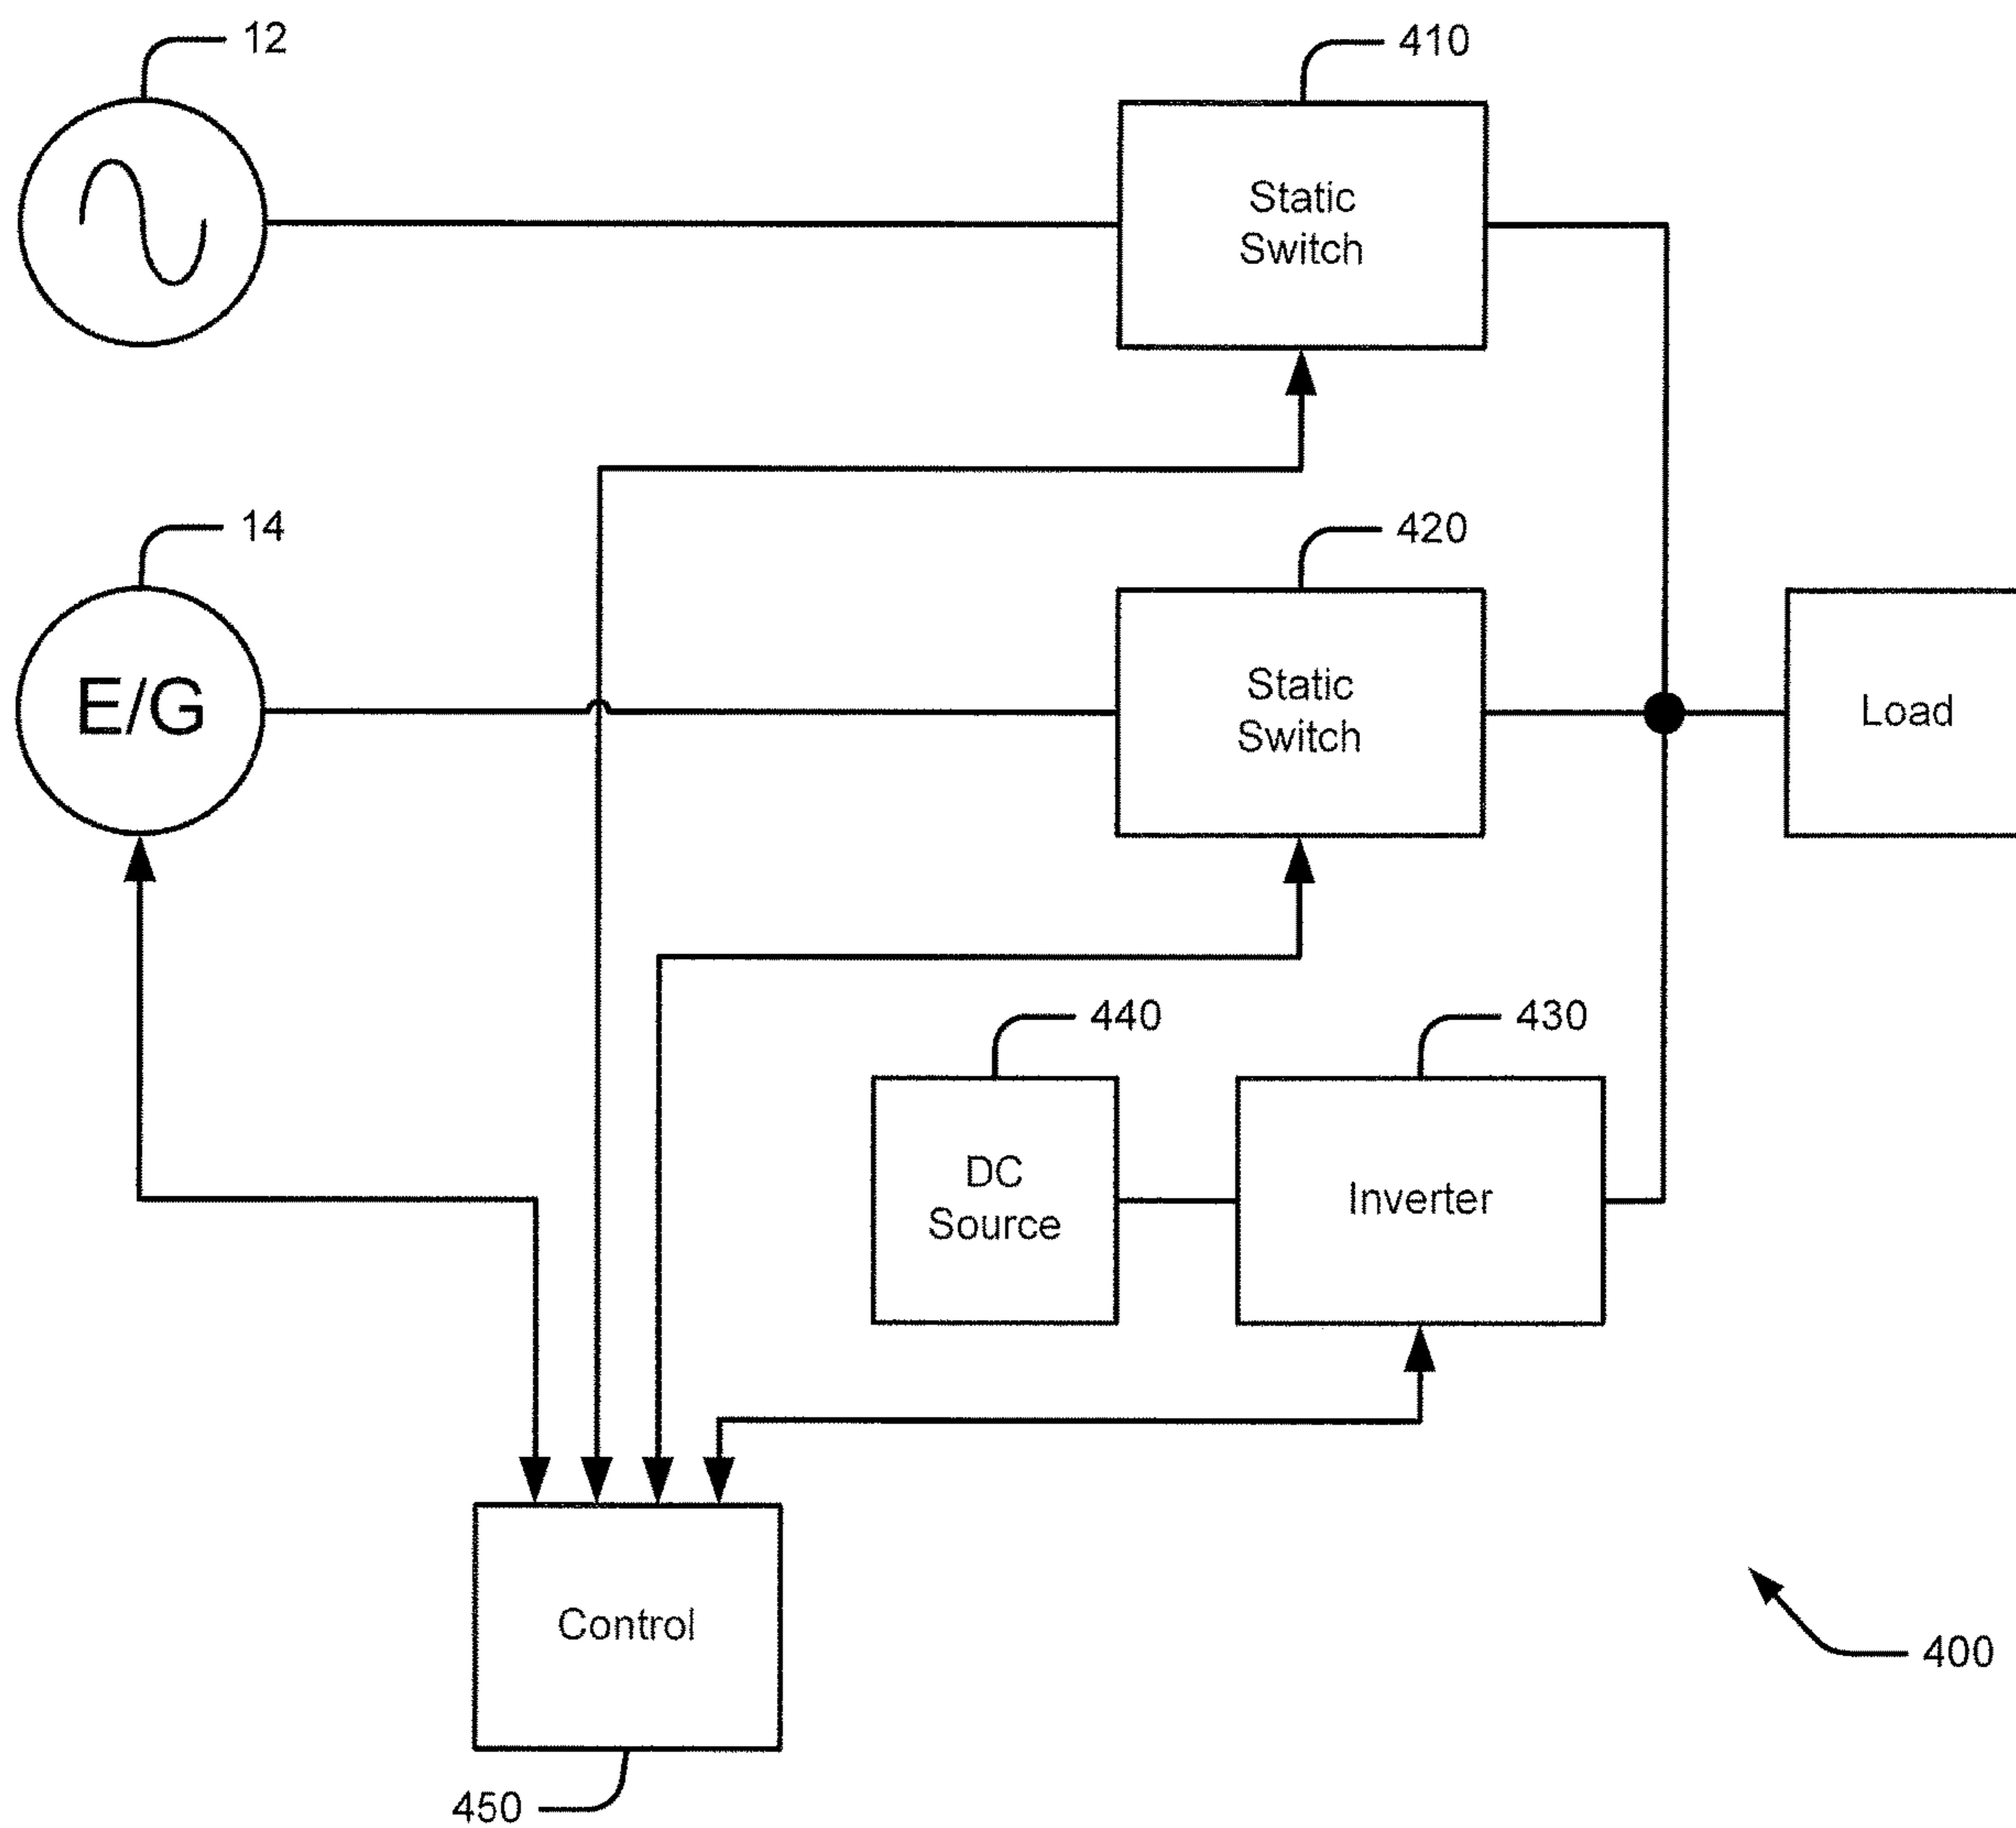 12
410
Static
Switch
14
420
E/G
Static
Switch
Load
440
430
DC
Source
Inverter
Control
400
450